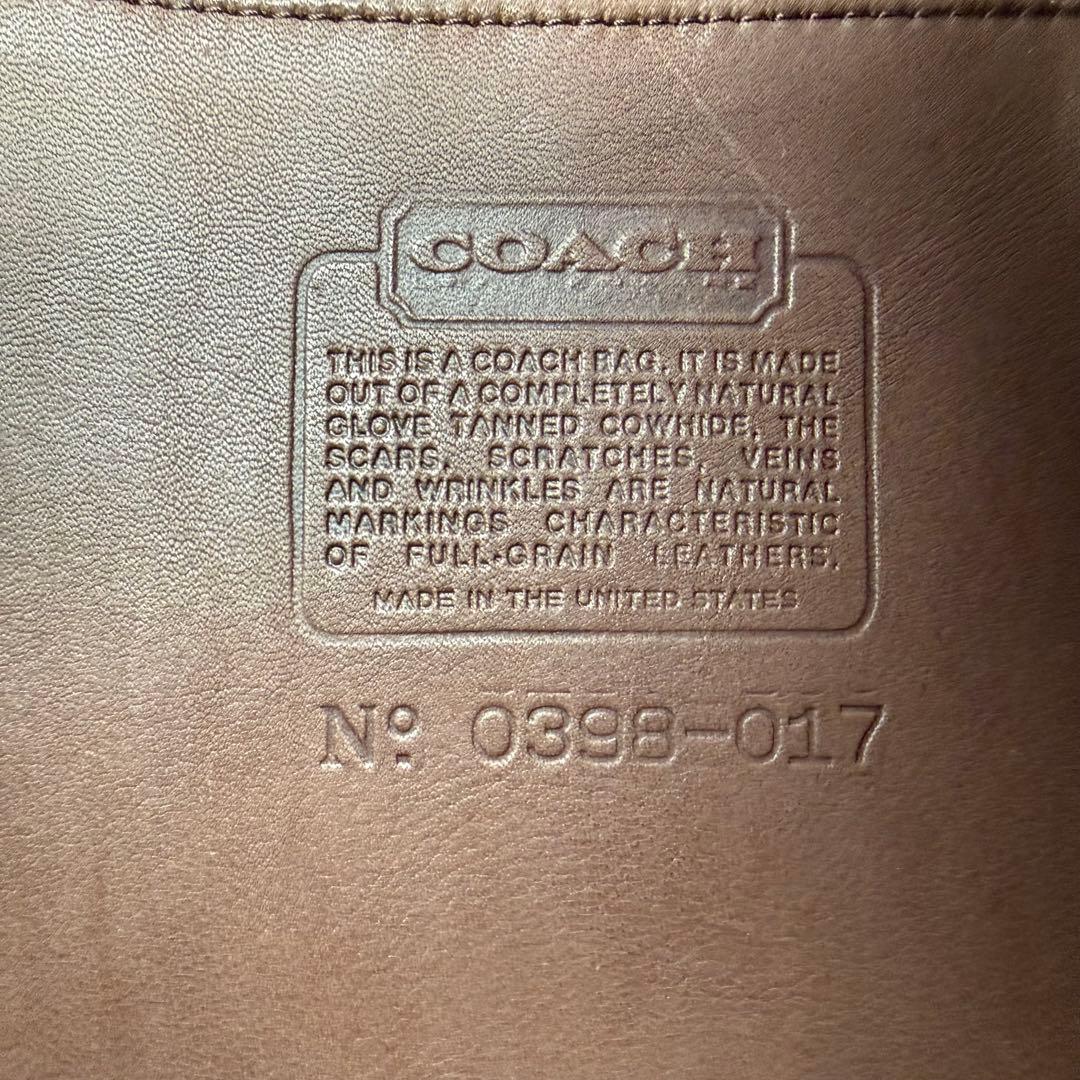 COACH
THIS IS A COACH BAG. IT IS MADE
OUT OF A COMPLETELY NATURAL
GLOVE TANNED COWHIDE. THE
SCARS, SCRATCHES, VEINS
AND WRINKLES ARE NATURAL
MARKINGS CHARACTERISTIC
OF FULL-GRAIN LEATHERS.
MADE IN THE UNITED STATES
Nº 0398-017